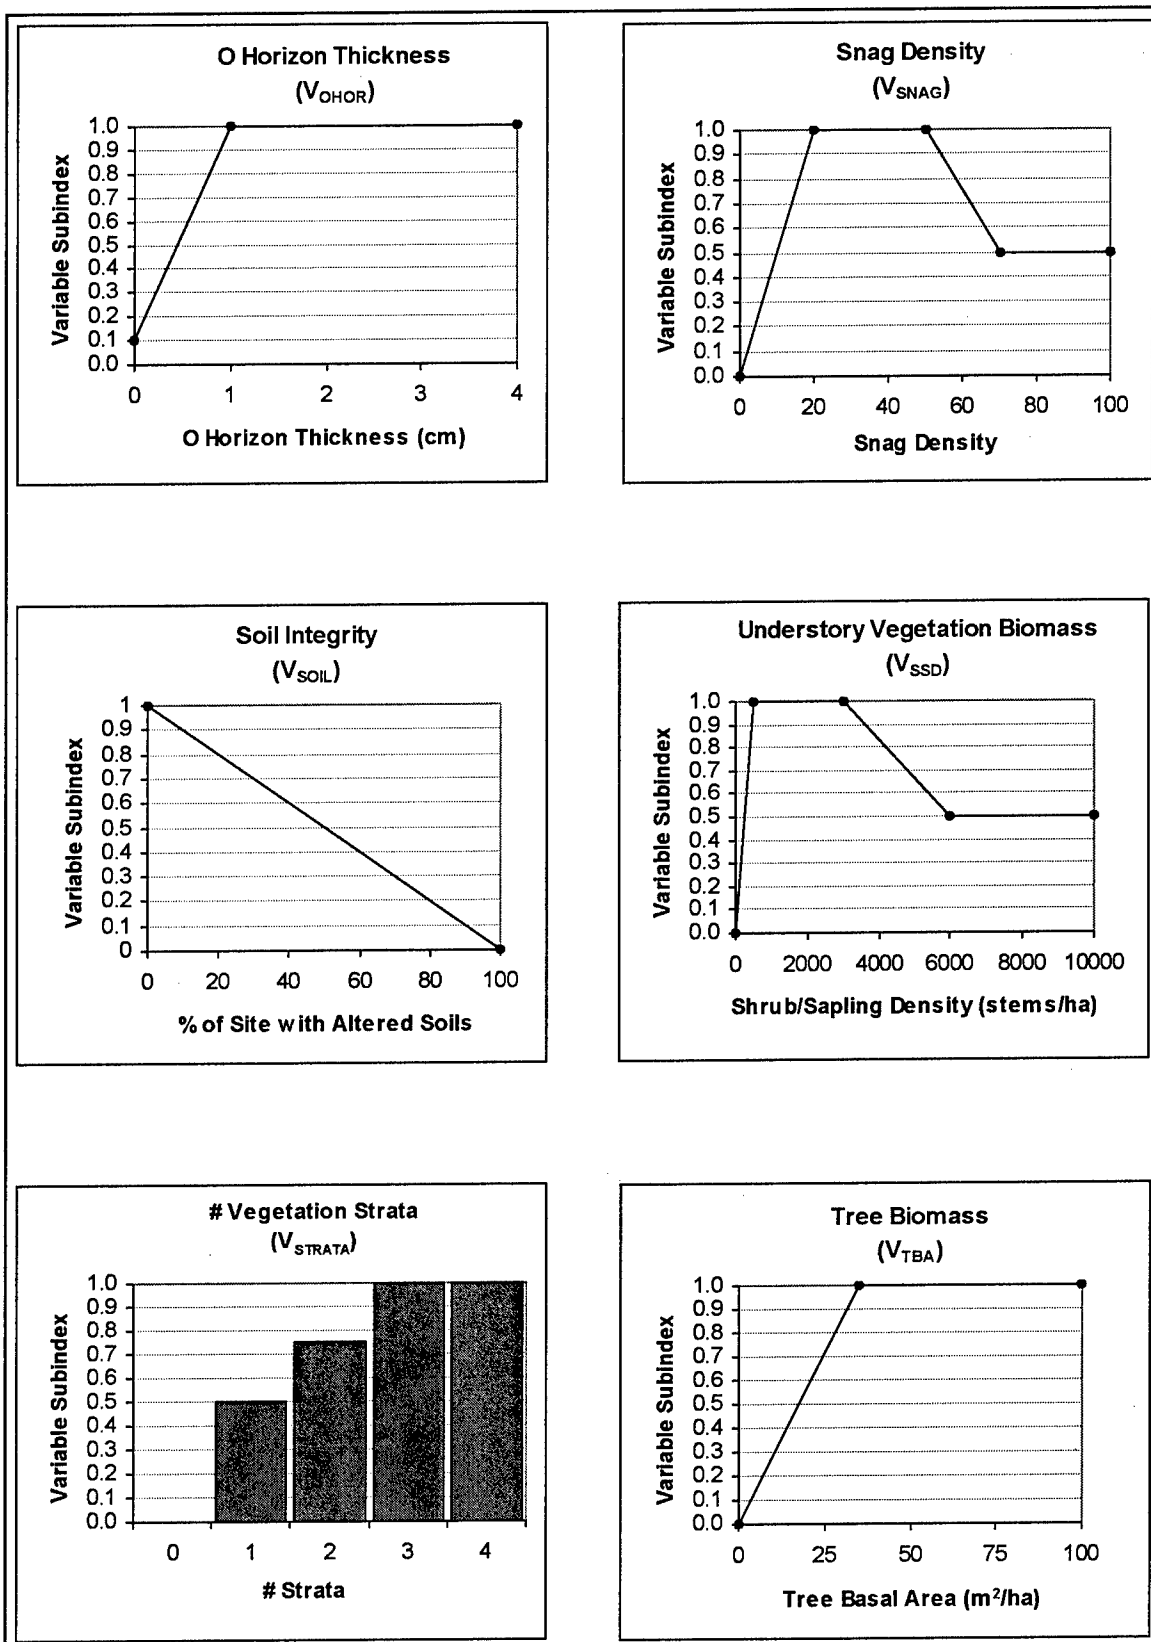 O Horizon Thickness
(VOHOR)
1.0
0.9
0.8
0.7
0.6
0.5
0.4
0.3
0.2
0.1
0.0
Variable Subindex
0 1 2 3 4
O Horizon Thickness (cm)
Snag Density
(VSNAG)
1.0
0.9
0.8
0.7
0.6
0.5
0.4
0.3
0.2
0.1
0.0
Variable Subindex
0 20 40 60 80 100
Snag Density
Soil Integrity
(VSOIL)
1
0.9
0.8
0.7
0.6
0.5
0.4
0.3
0.2
0.1
0
Variable Subindex
0 20 40 60 80 100
% of Site with Altered Soils
Understory Vegetation Biomass
(VSSD)
1.0
0.9
0.8
0.7
0.6
0.5
0.4
0.3
0.2
0.1
0.0
Variable Subindex
0 2000 4000 6000 8000 10000
Shrub/Sapling Density (stems/ha)
# Vegetation Strata
(VSTRATA)
1.0
0.9
0.8
0.7
0.6
0.5
0.4
0.3
0.2
0.1
0.0
Variable Subindex
0 1 2 3 4
# Strata
Tree Biomass
(VTBA)
1.0
0.9
0.8
0.7
0.6
0.5
0.4
0.3
0.2
0.1
0.0
Variable Subindex
0 25 50 75 100
Tree Basal Area (m²/ha)